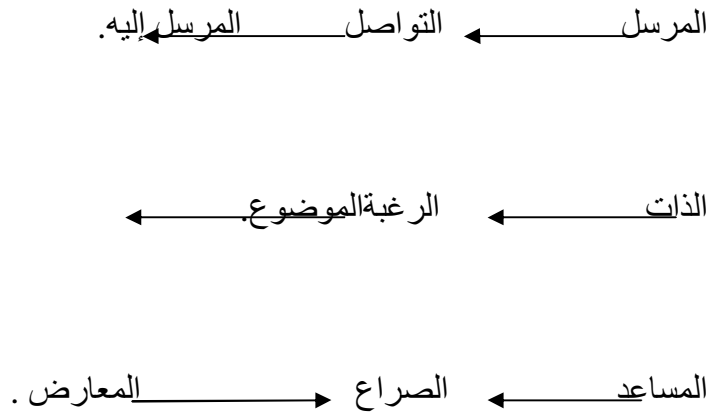 المرسل التواصل المرسل إليه.
الذات الرغبة الموضوع.
المساعد الصراع المعارض .